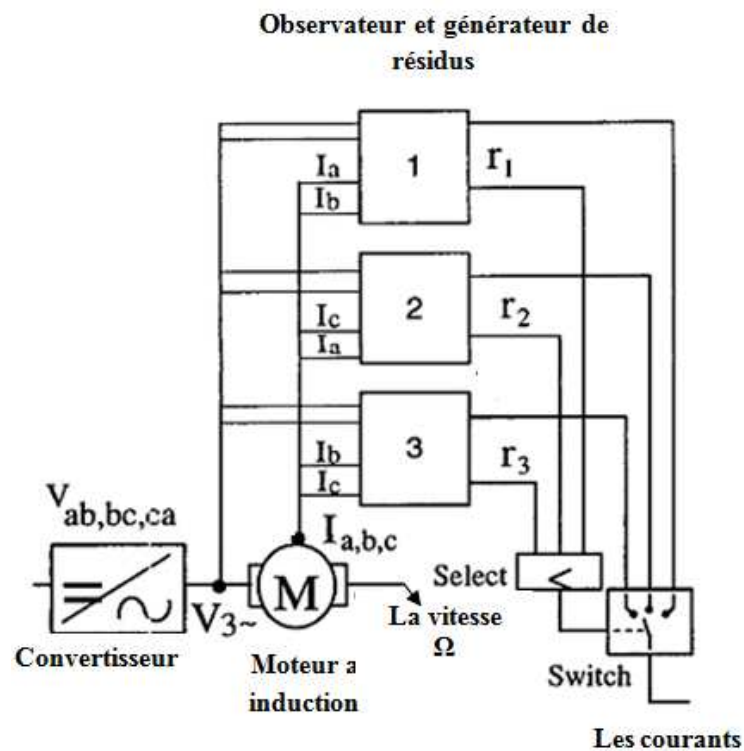 Observateur et générateur de
résidus
1
r1
Ia
Ib
2
r2
Ic
Ia
3
r3
Ib
Ic
Vab,bc,ca
Ia,b,c
Select
<
M
V3~
La vitesse
Ω
Convertisseur
Moteur a
induction
Switch
Les courants